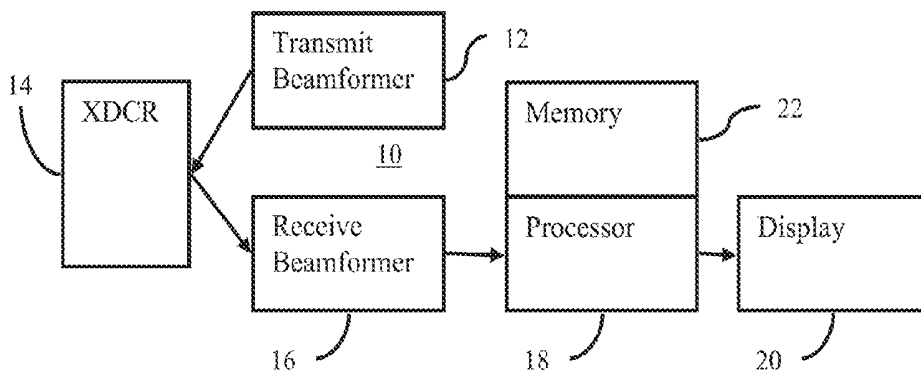 Transmit
Beamformer
12
14
XDCR
Memory
22
10
Receive
Beamformer
Processor
Display
16
18
20